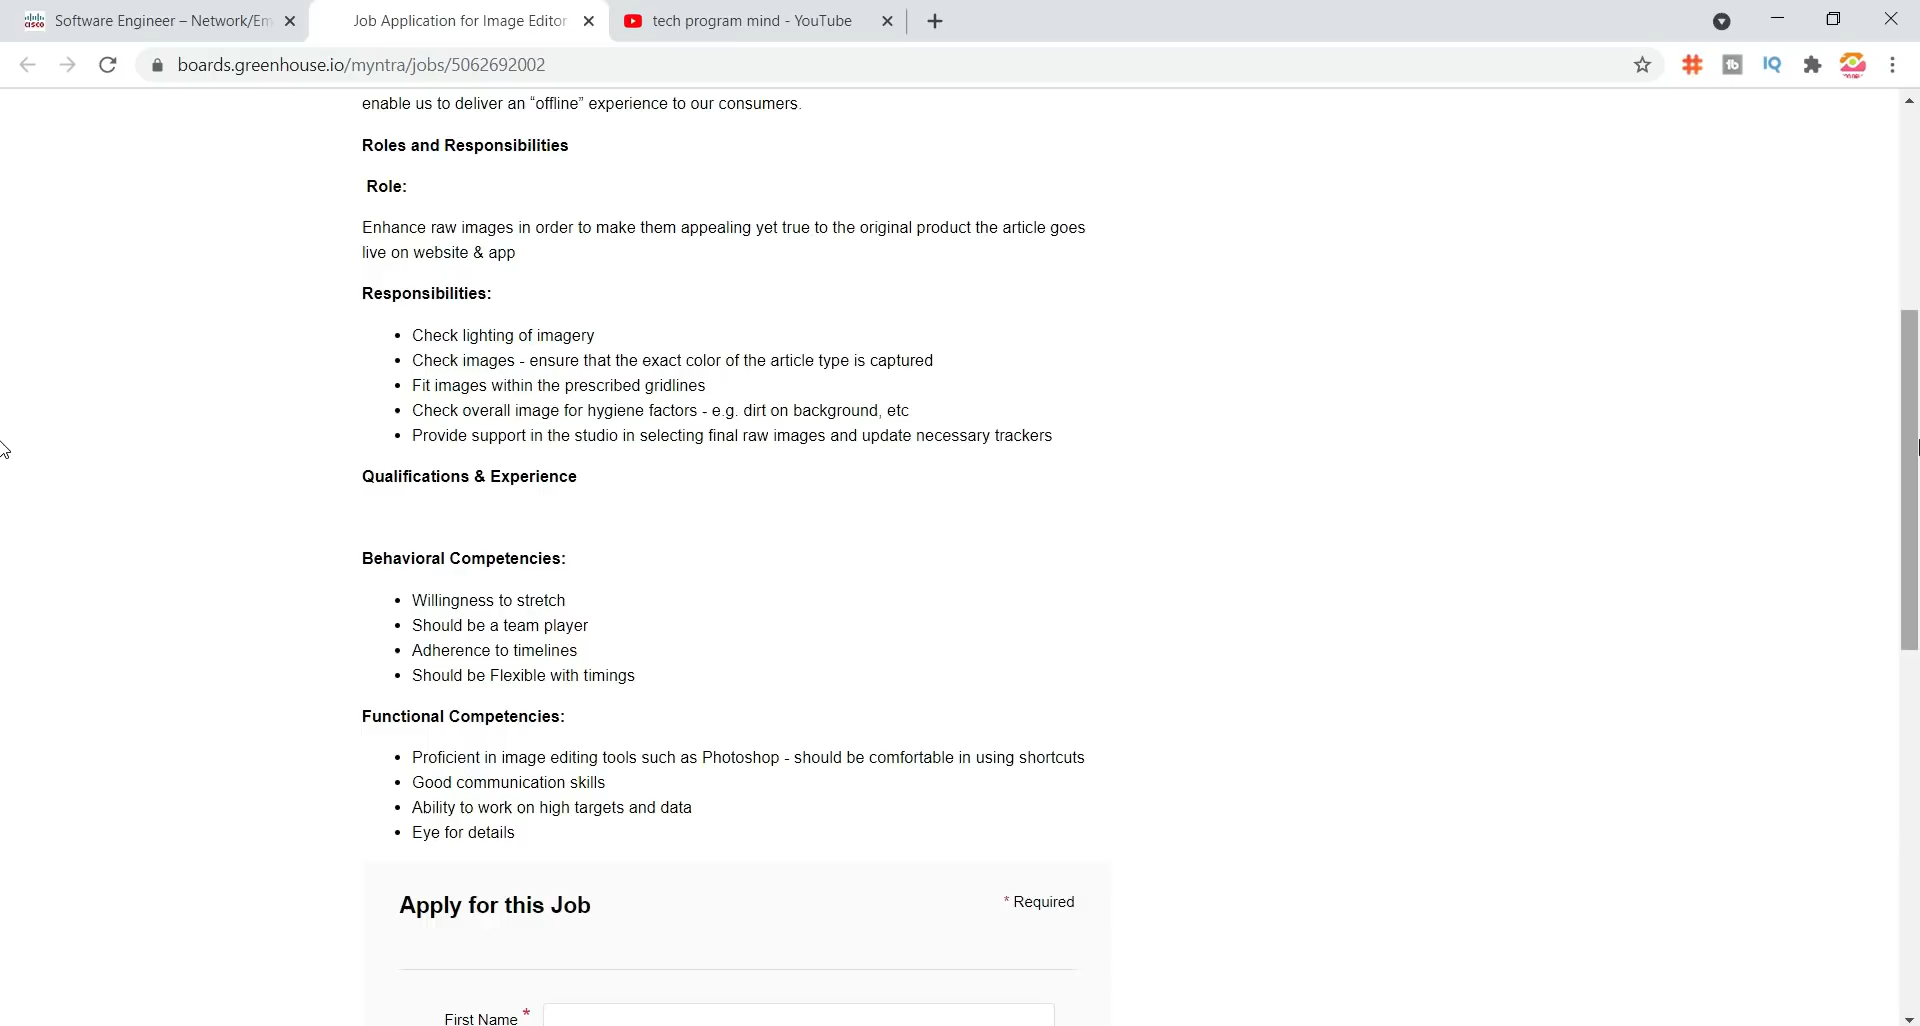 Software Engineer – Network/Em
Job Application for Image Editor
tech program mind - YouTube
boards.greenhouse.io/myntra/jobs/5062692002
enable us to deliver an “offline” experience to our consumers.
Roles and Responsibilities
Role:
Enhance raw images in order to make them appealing yet true to the original product the article goes
live on website & app
Responsibilities:
• Check lighting of imagery
• Check images - ensure that the exact color of the article type is captured
• Fit images within the prescribed gridlines
• Check overall image for hygiene factors - e.g. dirt on background, etc
• Provide support in the studio in selecting final raw images and update necessary trackers
Qualifications & Experience
Behavioral Competencies:
• Willingness to stretch
• Should be a team player
• Adherence to timelines
• Should be Flexible with timings
Functional Competencies:
• Proficient in image editing tools such as Photoshop - should be comfortable in using shortcuts
• Good communication skills
• Ability to work on high targets and data
• Eye for details
Apply for this Job
* Required
First Name *